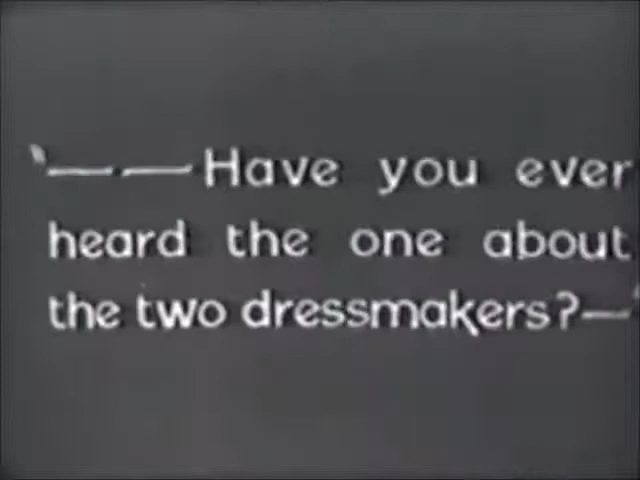 ‛— —Have you ever
heard the one about
the two dressmakers?—'